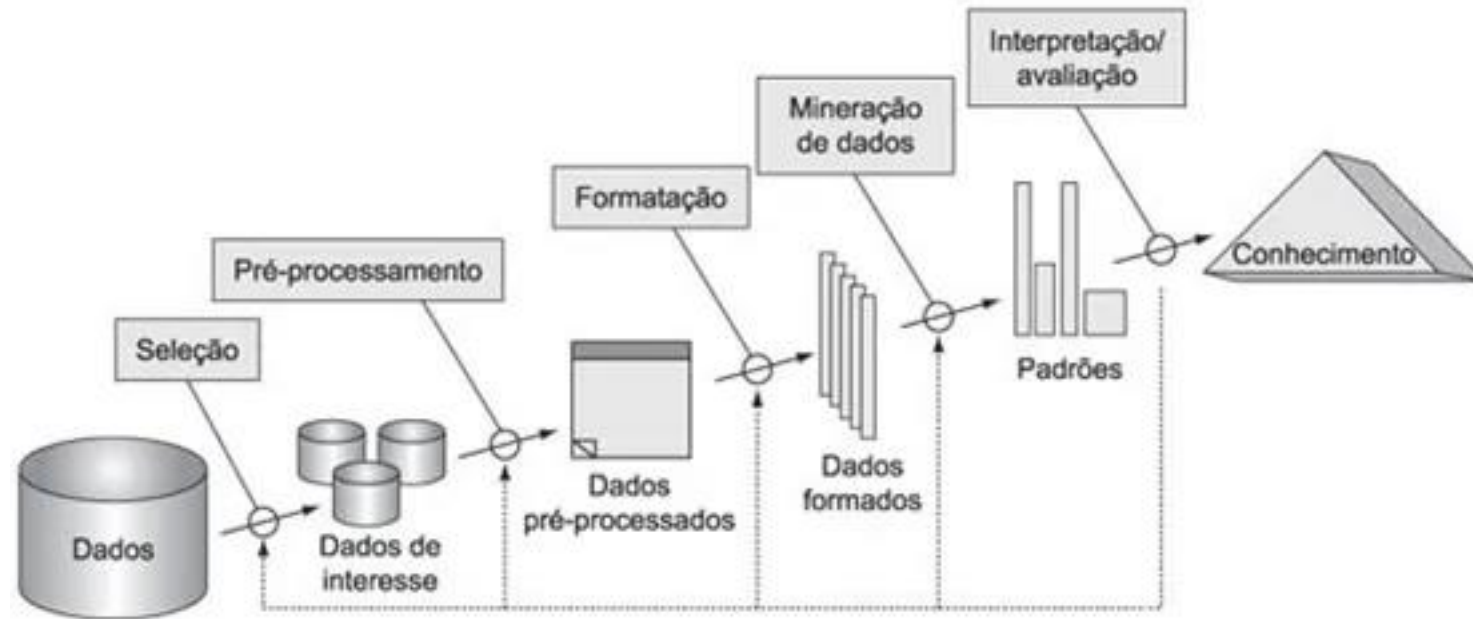 Interpretação/
avaliação
Mineração
de dados
Formatação
Pré-processamento
Seleção
Dados
Dados de
interesse
Dados
pré-processados
Dados
formados
Padrões
Conhecimento